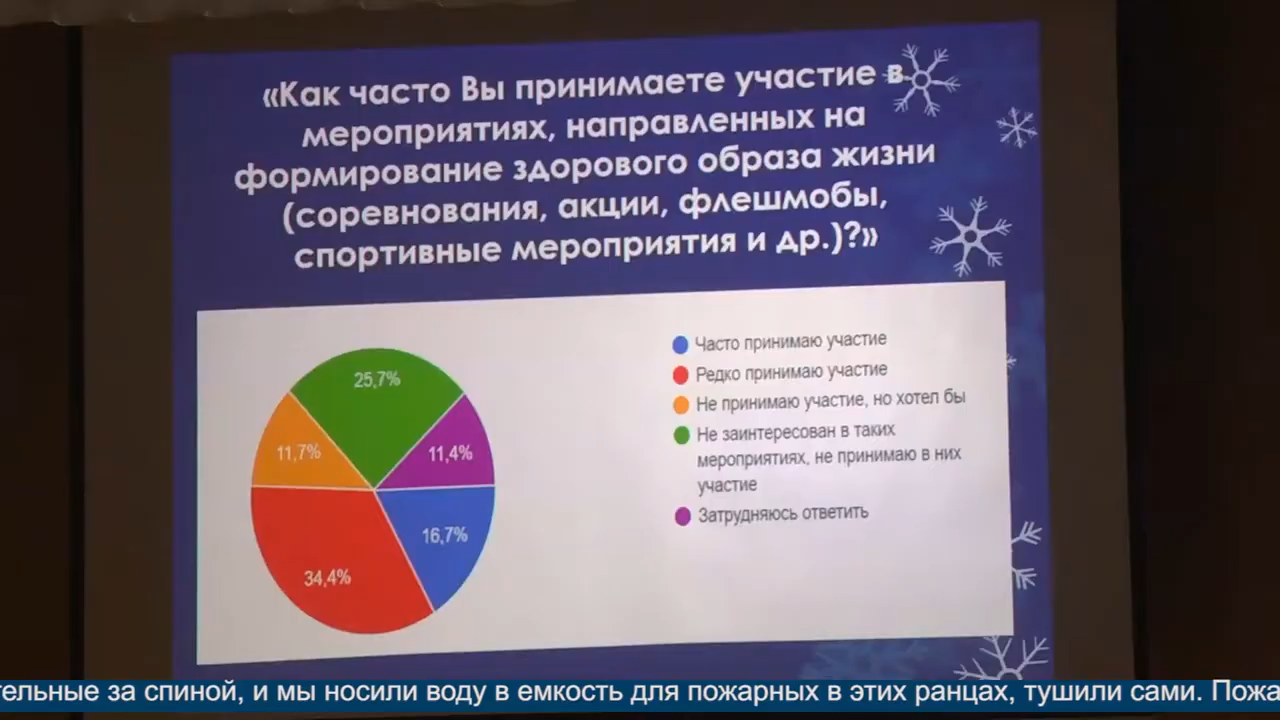 «Как часто Вы принимаете участие в
мероприятиях, направленных на
формирование здорового образа жизни
(соревнования, акции, флешмобы,
спортивные мероприятия и др.)?»
25,7%
11,7%
11,4%
16,7%
34,4%
Часто принимаю участие
Редко принимаю участие
Не принимаю участие, но хотел бы
Не заинтересован в таких
мероприятиях, не принимаю в них
участие
Затрудняюсь ответить
тельные за спиной, и мы носили воду в емкость для пожарных в этих ранцах, тушили сами. Пожа